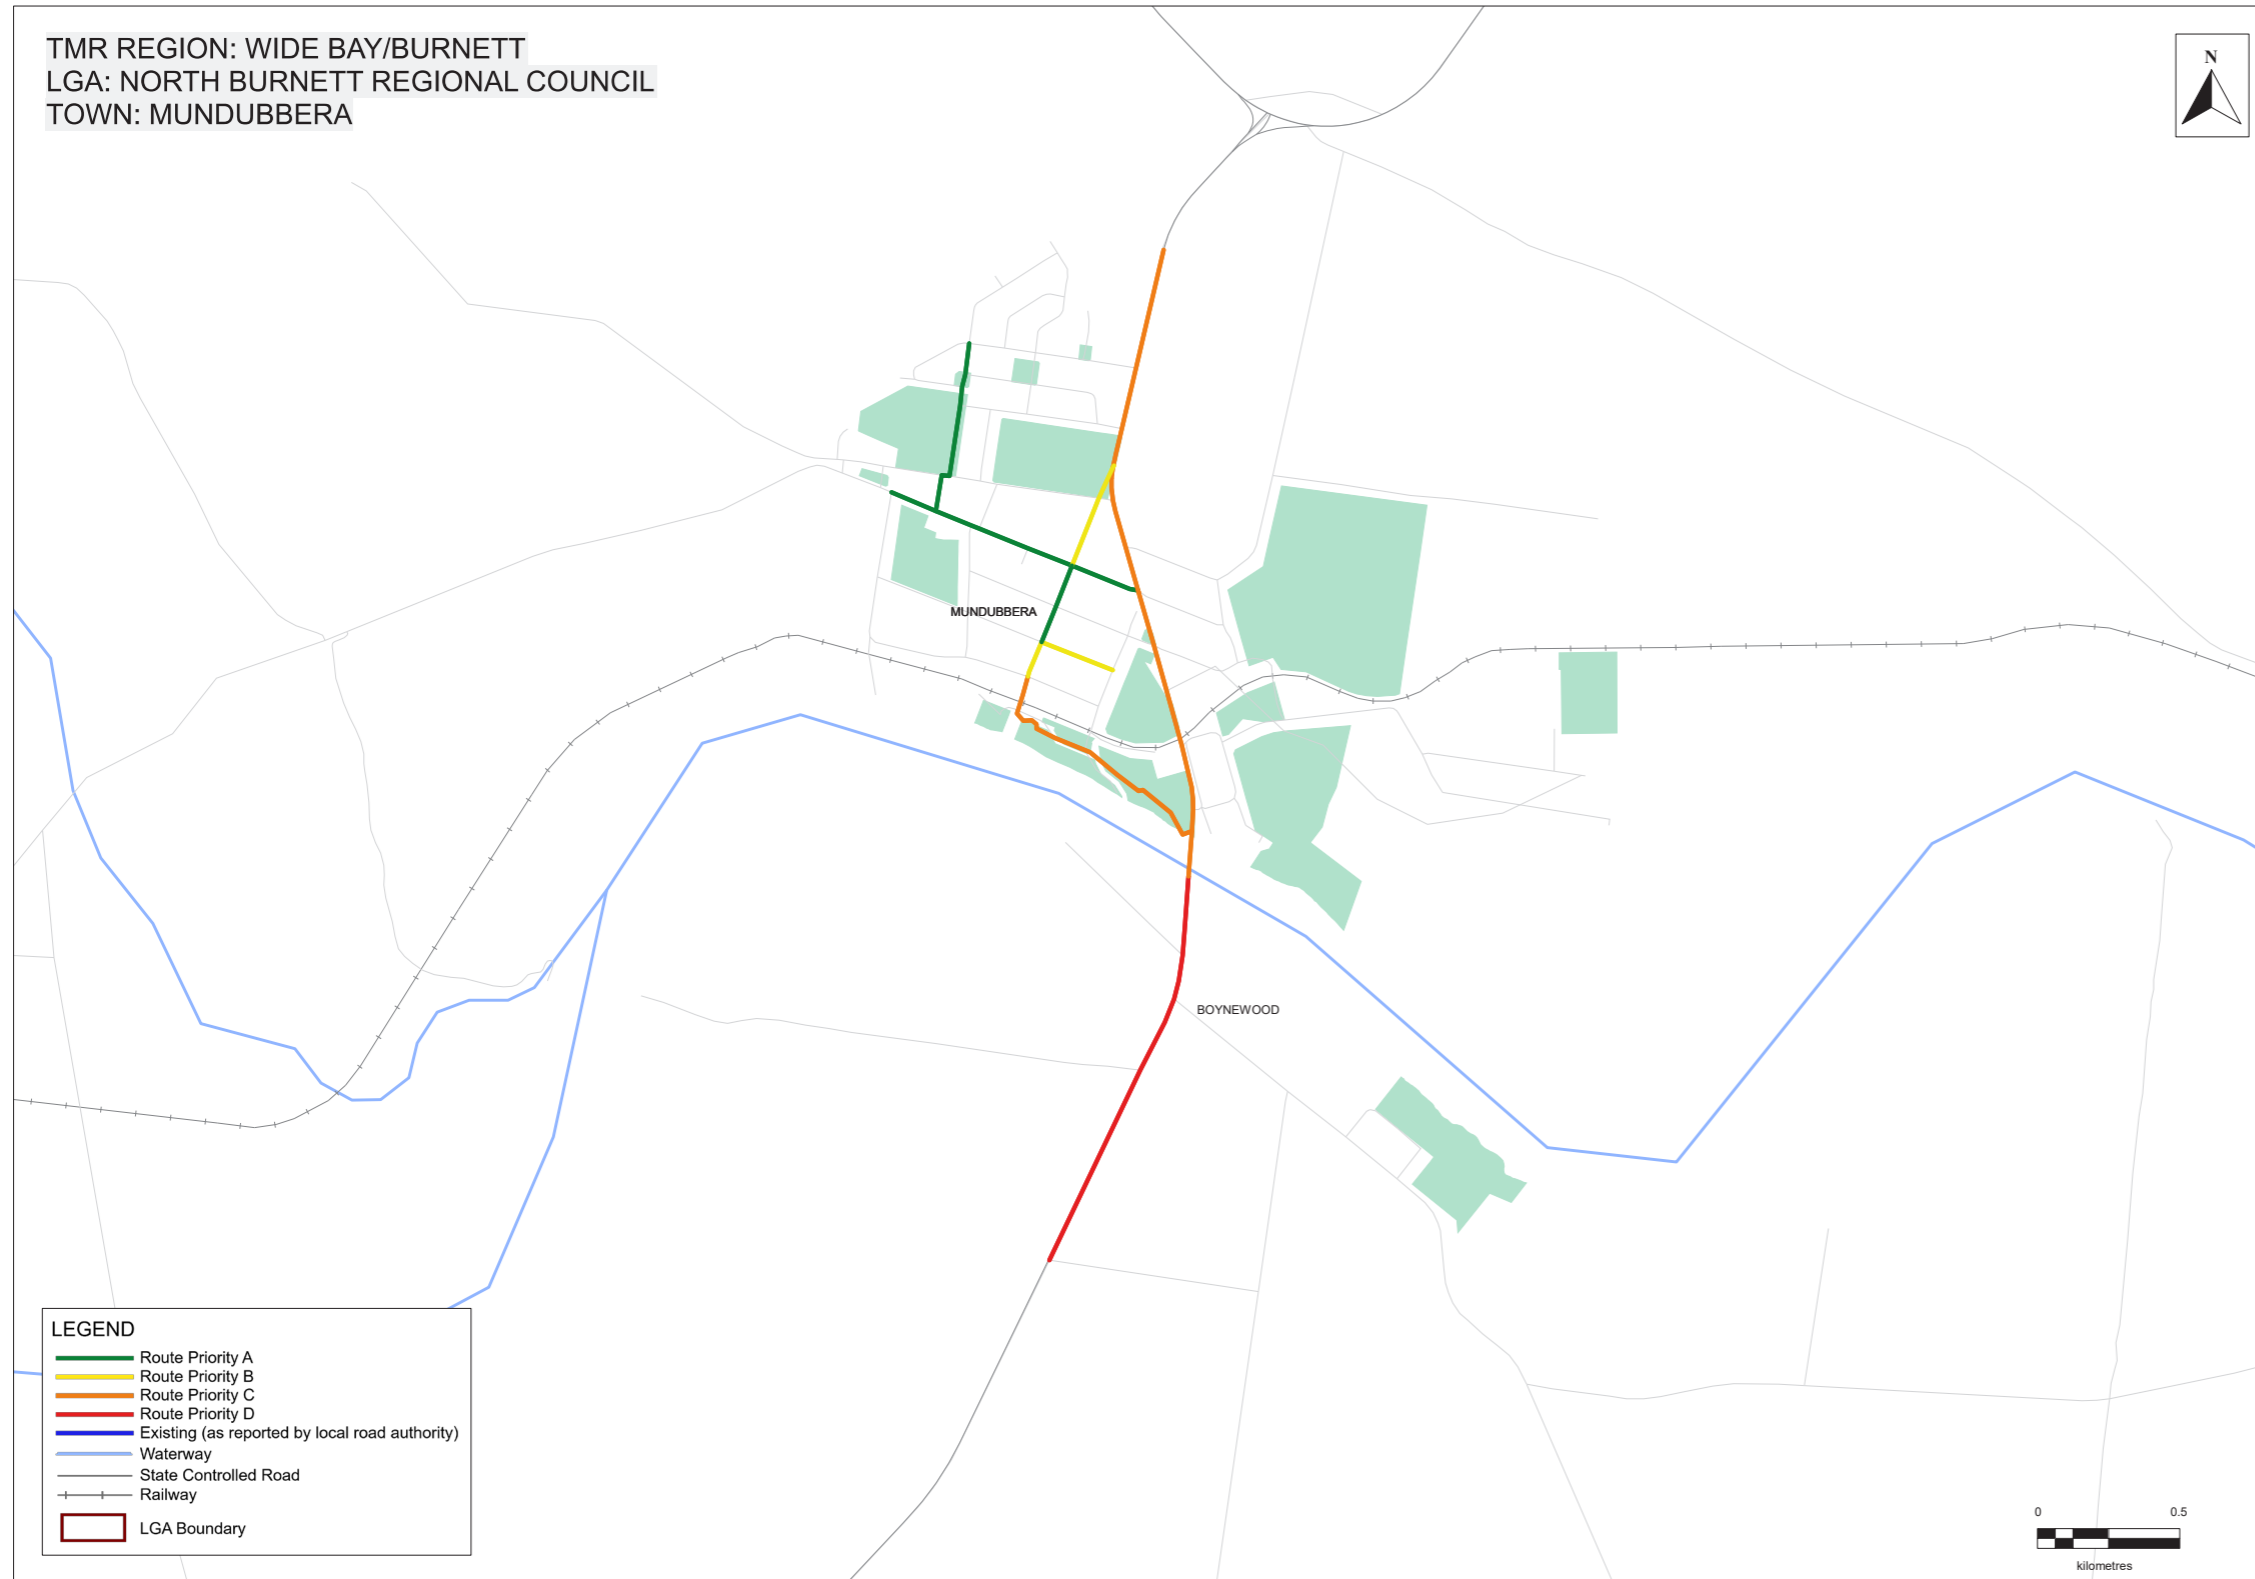 TMR REGION: WIDE BAY/BURNETT
LGA: NORTH BURNETT REGIONAL COUNCIL
TOWN: MUNDUBBERA
N
MUNDUBBERA
BOYNEWOOD
LEGEND
Route Priority A
Route Priority B
Route Priority C
Route Priority D
Existing (as reported by local road authority)
Waterway
State Controlled Road
Railway
LGA Boundary
0 0.5
kilometres